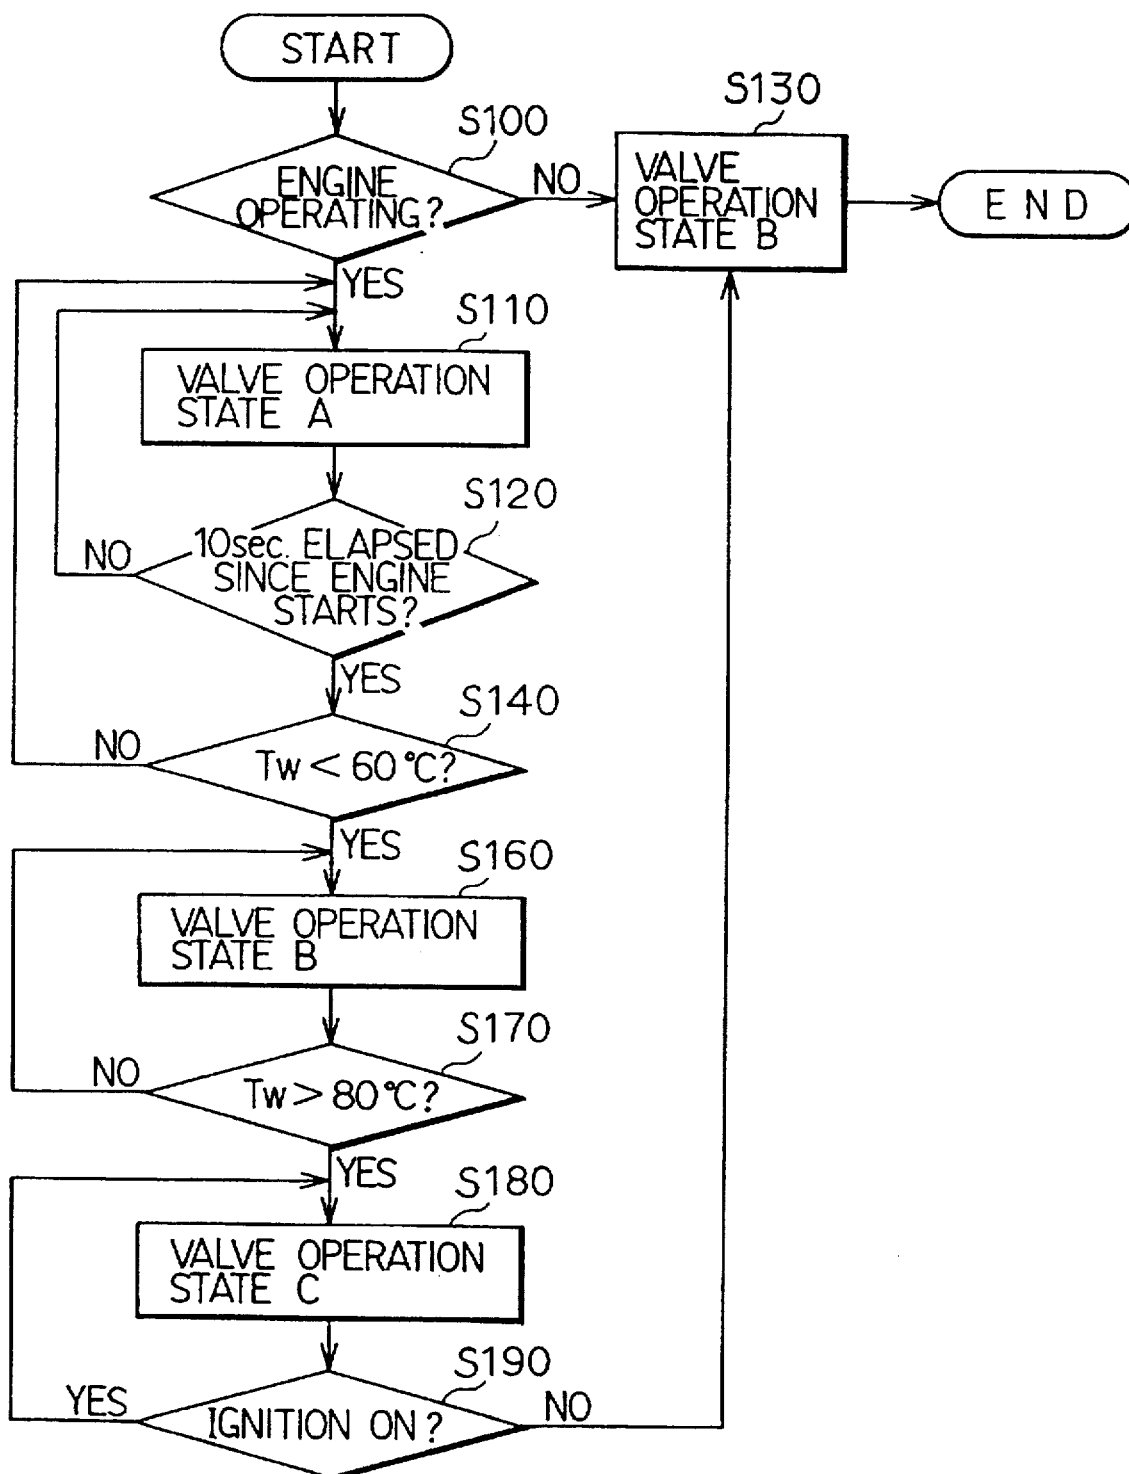 START
S100
ENGINE
OPERATING?
NO
S130
VALVE
OPERATION
STATE B
END
YES
S110
VALVE OPERATION
STATE A
S120
10sec. ELAPSED
SINCE ENGINE
STARTS?
NO
YES
S140
Tw < 60°C?
NO
YES
S160
VALVE OPERATION
STATE B
S170
Tw > 80°C?
NO
YES
S180
VALVE OPERATION
STATE C
S190
IGNITION ON?
YES
NO